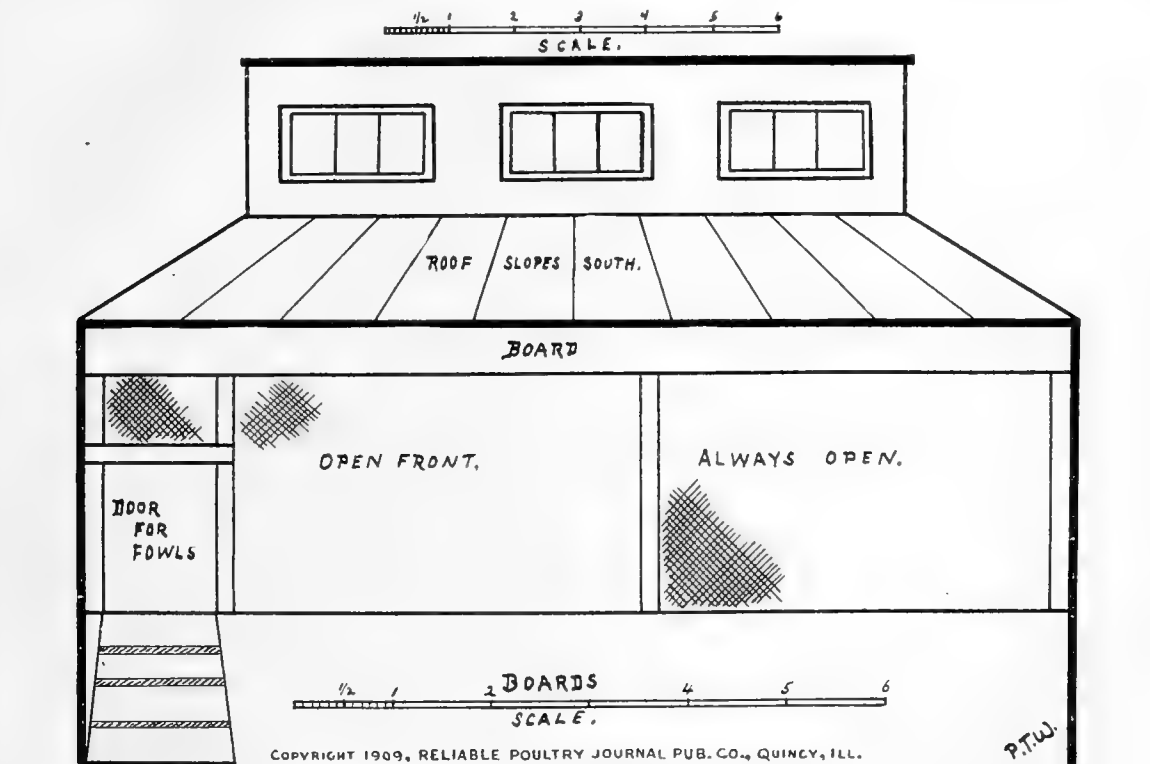 1/2 1 2 3 4 5 6
SCALE.
ROOF SLOPES SOUTH.
BOARD
OPEN FRONT.
ALWAYS OPEN.
DOOR
FOR
FOWLS
BOARDS
1/2 1 2 4 5 6
SCALE.
COPYRIGHT 1909, RELIABLE POULTRY JOURNAL PUB. CO., QUINCY, ILL.
P.T.W.